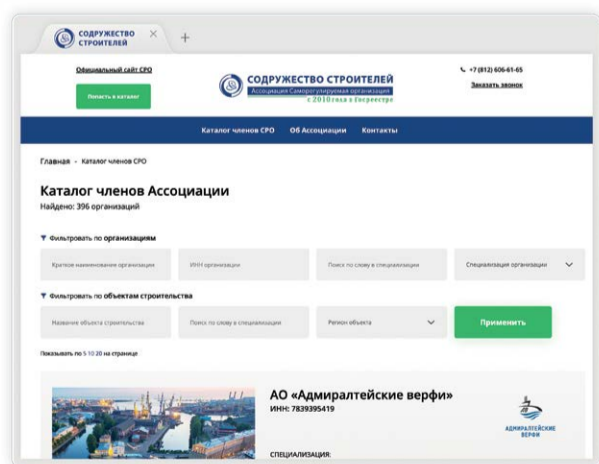 СОДРУЖЕСТВО
СТРОИТЕЛЕЙ
Официальный сайт СРО
Попасть в каталог
СОДРУЖЕСТВО СТРОИТЕЛЕЙ
Ассоциация Саморегулируемая организация
с 2010 года в Госреестре
+7 (812) 606-61-65
Заказать звонок
Каталог членов СРО Об Ассоциации Контакты
Главная - Каталог членов СРО
Каталог членов Ассоциации
Найдено: 396 организаций
Фильтровать по организациям
Краткое наименование организации ИНН организации Поиск по слову в специализации Специализация организации
Фильтровать по объектам строительства
Название объекта строительства Поиск по слову в специализации Регион объекта Применить
Показывать по 5 10 20 на странице
АО «Адмиралтейские верфи»
ИНН: 7839395419
АДМИРАЛТЕЙСКИЕ
ВЕРФИ
СПЕЦИАЛИЗАЦИЯ: